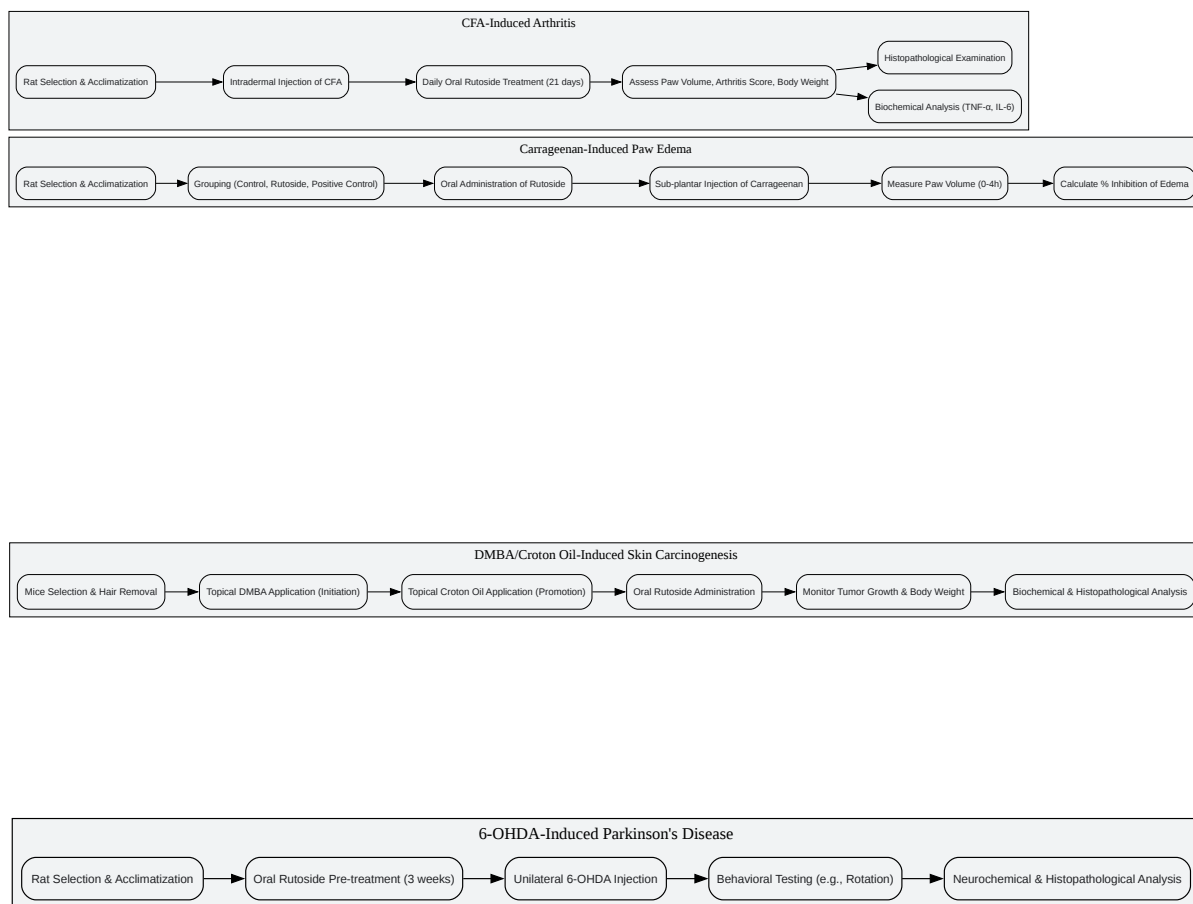 CFA-Induced Arthritis
Rat Selection & Acclimatization
Intradermal Injection of CFA
Daily Oral Rutoside Treatment (21 days)
Assess Paw Volume, Arthritis Score, Body Weight
Histopathological Examination
Biochemical Analysis (TNF-α, IL-6)
Carrageenan-Induced Paw Edema
Rat Selection & Acclimatization
Grouping (Control, Rutoside, Positive Control)
Oral Administration of Rutoside
Sub-plantar Injection of Carrageenan
Measure Paw Volume (0-4h)
Calculate % Inhibition of Edema
DMBA/Croton Oil-Induced Skin Carcinogenesis
Mice Selection & Hair Removal
Topical DMBA Application (Initiation)
Topical Croton Oil Application (Promotion)
Oral Rutoside Administration
Monitor Tumor Growth & Body Weight
Biochemical & Histopathological Analysis
6-OHDA-Induced Parkinson's Disease
Rat Selection & Acclimatization
Oral Rutoside Pre-treatment (3 weeks)
Unilateral 6-OHDA Injection
Behavioral Testing (e.g., Rotation)
Neurochemical & Histopathological Analysis